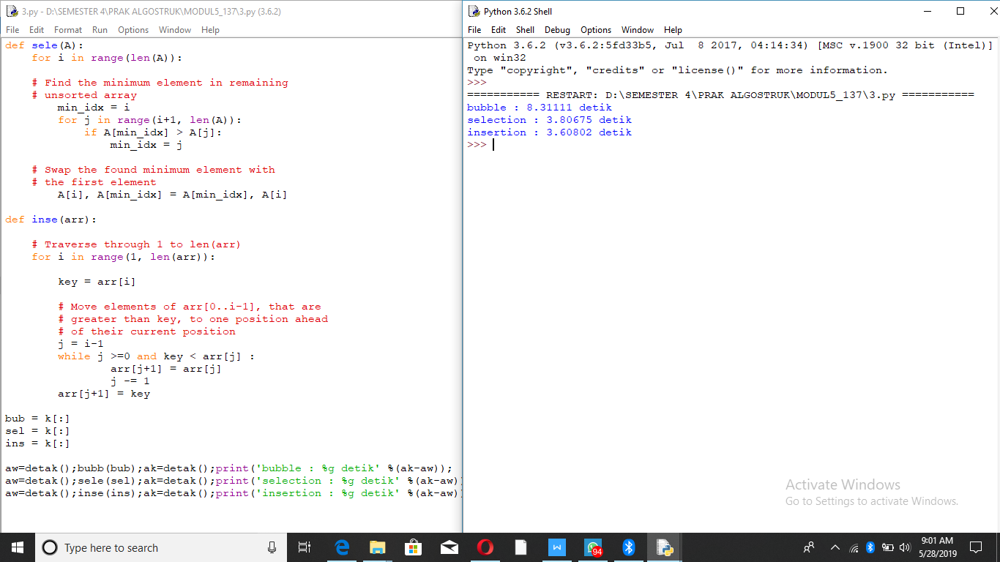 3.py - D:\SEMESTER 4\PRAK ALGOSTRUK\MODUL5_137\3.py (3.6.2)
File Edit Format Run Options Window Help
def sele(A):
    for i in range(len(A)):

    # Find the minimum element in remaining
    # unsorted array
        min_idx = i
        for j in range(i+1, len(A)):
            if A[min_idx] > A[j]:
                min_idx = j

    # Swap the found minimum element with
    # the first element
        A[i], A[min_idx] = A[min_idx], A[i]

def inse(arr):

    # Traverse through 1 to len(arr)
    for i in range(1, len(arr)):

        key = arr[i]

        # Move elements of arr[0..i-1], that are
        # greater than key, to one position ahead
        # of their current position
        j = i-1
        while j >=0 and key < arr[j] :
                arr[j+1] = arr[j]
                j -= 1
        arr[j+1] = key

bub = k[:]
sel = k[:]
ins = k[:]

aw=detak();bubb(bub);ak=detak();print('bubble : %g detik' %(ak-aw));
aw=detak();sele(sel);ak=detak();print('selection : %g detik' %(ak-aw)
aw=detak();inse(ins);ak=detak();print('insertion : %g detik' %(ak-aw)
Python 3.6.2 Shell
File Edit Shell Debug Options Window Help
Python 3.6.2 (v3.6.2:5fd33b5, Jul  8 2017, 04:14:34) [MSC v.1900 32 bit (Intel)]
 on win32
Type "copyright", "credits" or "license()" for more information.
>>>
=========== RESTART: D:\SEMESTER 4\PRAK ALGOSTRUK\MODUL5_137\3.py ===========
bubble : 8.31111 detik
selection : 3.80675 detik
insertion : 3.60802 detik
>>>
Activate Windows
Go to Settings to activate Windows.
Type here to search
94
9:01 AM
5/28/2019